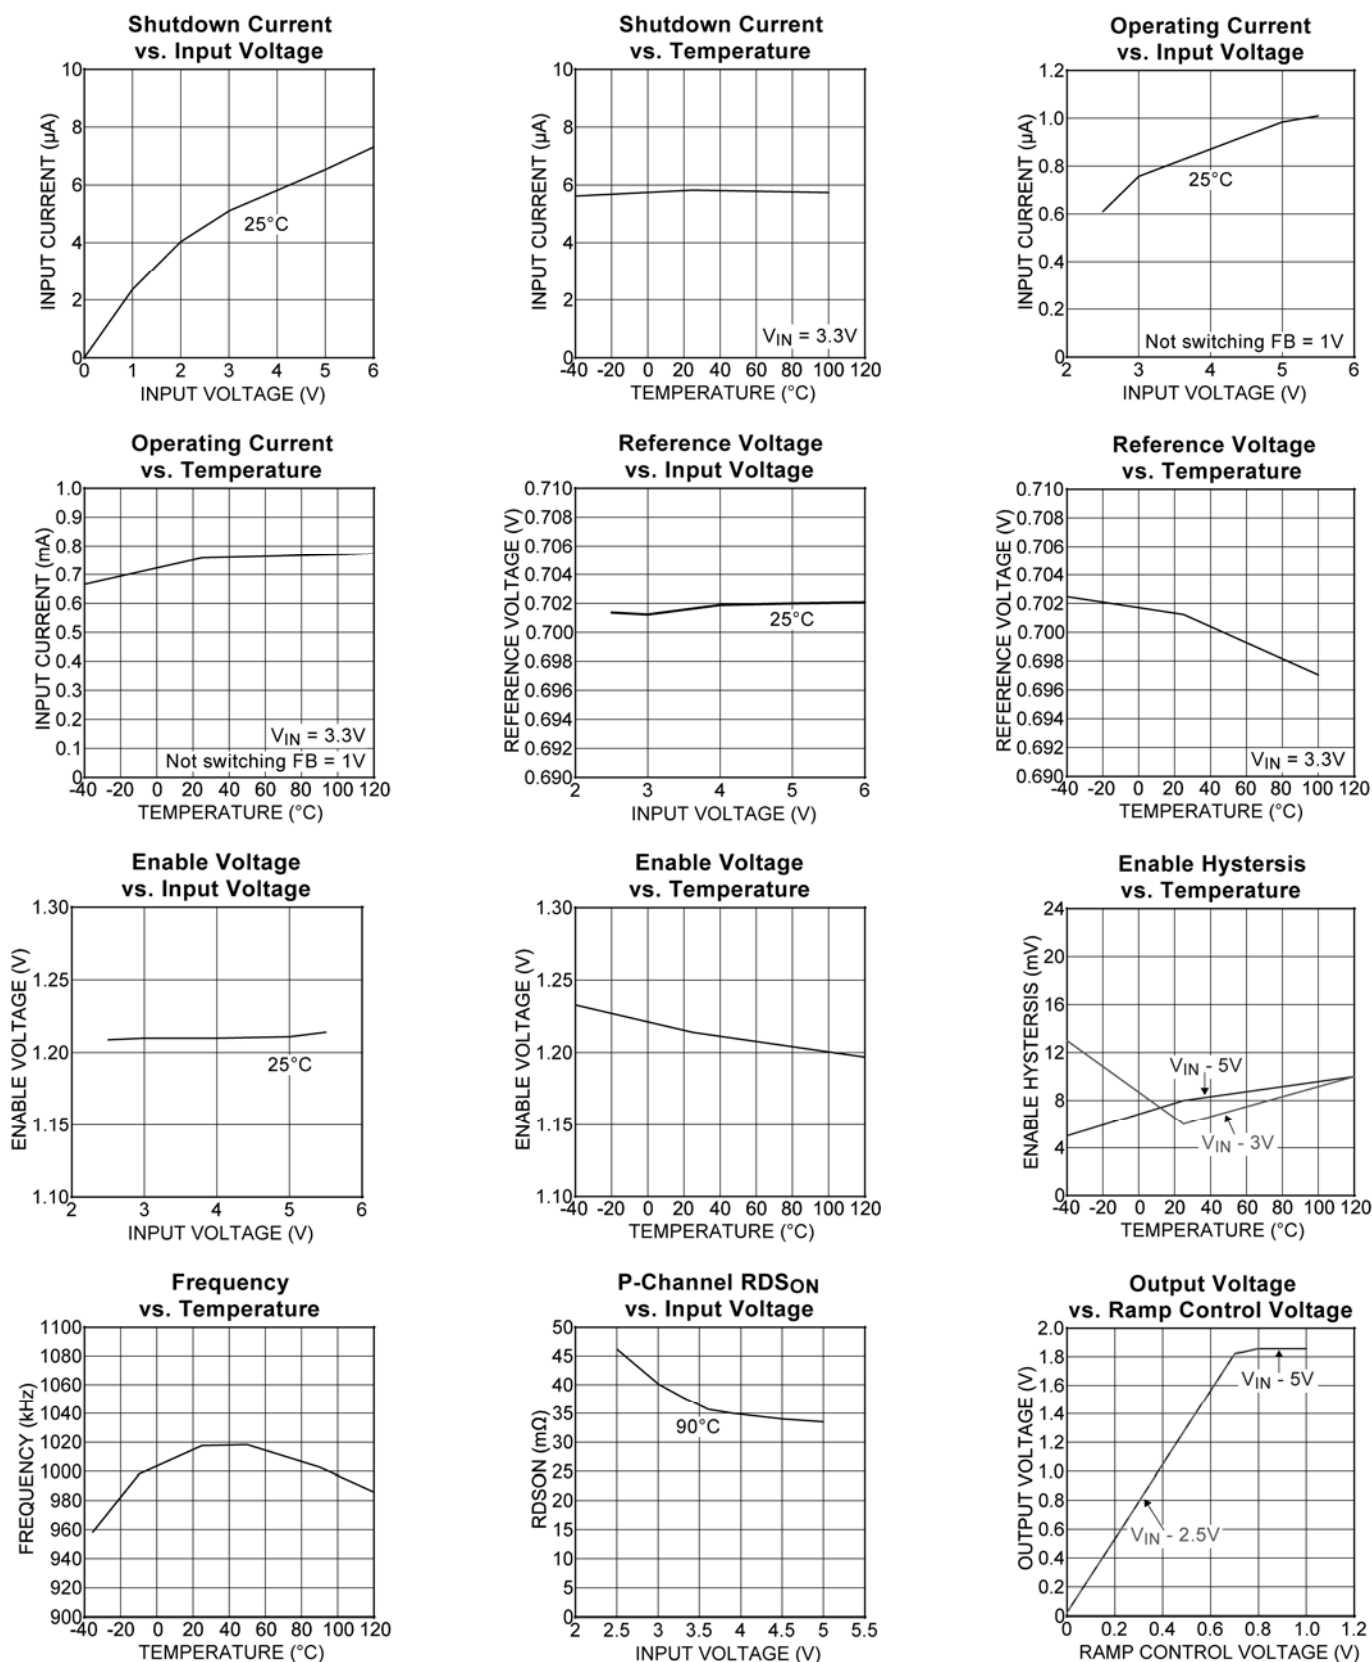 Shutdown Current
vs. Input Voltage
INPUT CURRENT (µA)
10
8
6
4
2
0
25°C
0 1 2 3 4 5 6
INPUT VOLTAGE (V)
Shutdown Current
vs. Temperature
INPUT CURRENT (µA)
10
8
6
4
2
0
VIN = 3.3V
-40 -20 0 20 40 60 80 100 120
TEMPERATURE (°C)
Operating Current
vs. Input Voltage
INPUT CURRENT (µA)
1.2
1.0
0.8
0.6
0.4
0.2
0
25°C
Not switching FB = 1V
2 3 4 5 6
INPUT VOLTAGE (V)
Operating Current
vs. Temperature
INPUT CURRENT (mA)
1.0
0.9
0.8
0.7
0.6
0.5
0.4
0.3
0.2
0.1
0
VIN = 3.3V
Not switching FB = 1V
-40 -20 0 20 40 60 80 100 120
TEMPERATURE (°C)
Reference Voltage
vs. Input Voltage
REFERENCE VOLTAGE (V)
0.710
0.708
0.706
0.704
0.702
0.700
0.698
0.696
0.694
0.692
0.690
25°C
2 3 4 5 6
INPUT VOLTAGE (V)
Reference Voltage
vs. Temperature
REFERENCE VOLTAGE (V)
0.710
0.708
0.706
0.704
0.702
0.700
0.698
0.696
0.694
0.692
0.690
VIN = 3.3V
-40 -20 0 20 40 60 80 100 120
TEMPERATURE (°C)
Enable Voltage
vs. Input Voltage
ENABLE VOLTAGE (V)
1.30
1.25
1.20
1.15
1.10
25°C
2 3 4 5 6
INPUT VOLTAGE (V)
Enable Voltage
vs. Temperature
ENABLE VOLTAGE (V)
1.30
1.25
1.20
1.15
1.10
-40 -20 0 20 40 60 80 100 120
TEMPERATURE (°C)
Enable Hystersis
vs. Temperature
ENABLE HYSTERSIS (mV)
24
20
16
12
8
4
0
VIN - 5V
VIN - 3V
-40 -20 0 20 40 60 80 100 120
TEMPERATURE (°C)
Frequency
vs. Temperature
FREQUENCY (kHz)
1100
1080
1060
1040
1020
1000
980
960
940
920
900
-40 -20 0 20 40 60 80 100 120
TEMPERATURE (°C)
P-Channel RDSON
vs. Input Voltage
RDSON (mΩ)
50
45
40
35
30
25
20
15
10
5
0
90°C
2 2.5 3 3.5 4 4.5 5 5.5
INPUT VOLTAGE (V)
Output Voltage
vs. Ramp Control Voltage
OUTPUT VOLTAGE (V)
2.0
1.8
1.6
1.4
1.2
1.0
0.8
0.6
0.4
0.2
0
VIN - 5V
VIN - 2.5V
0 0.2 0.4 0.6 0.8 1.0 1.2
RAMP CONTROL VOLTAGE (V)